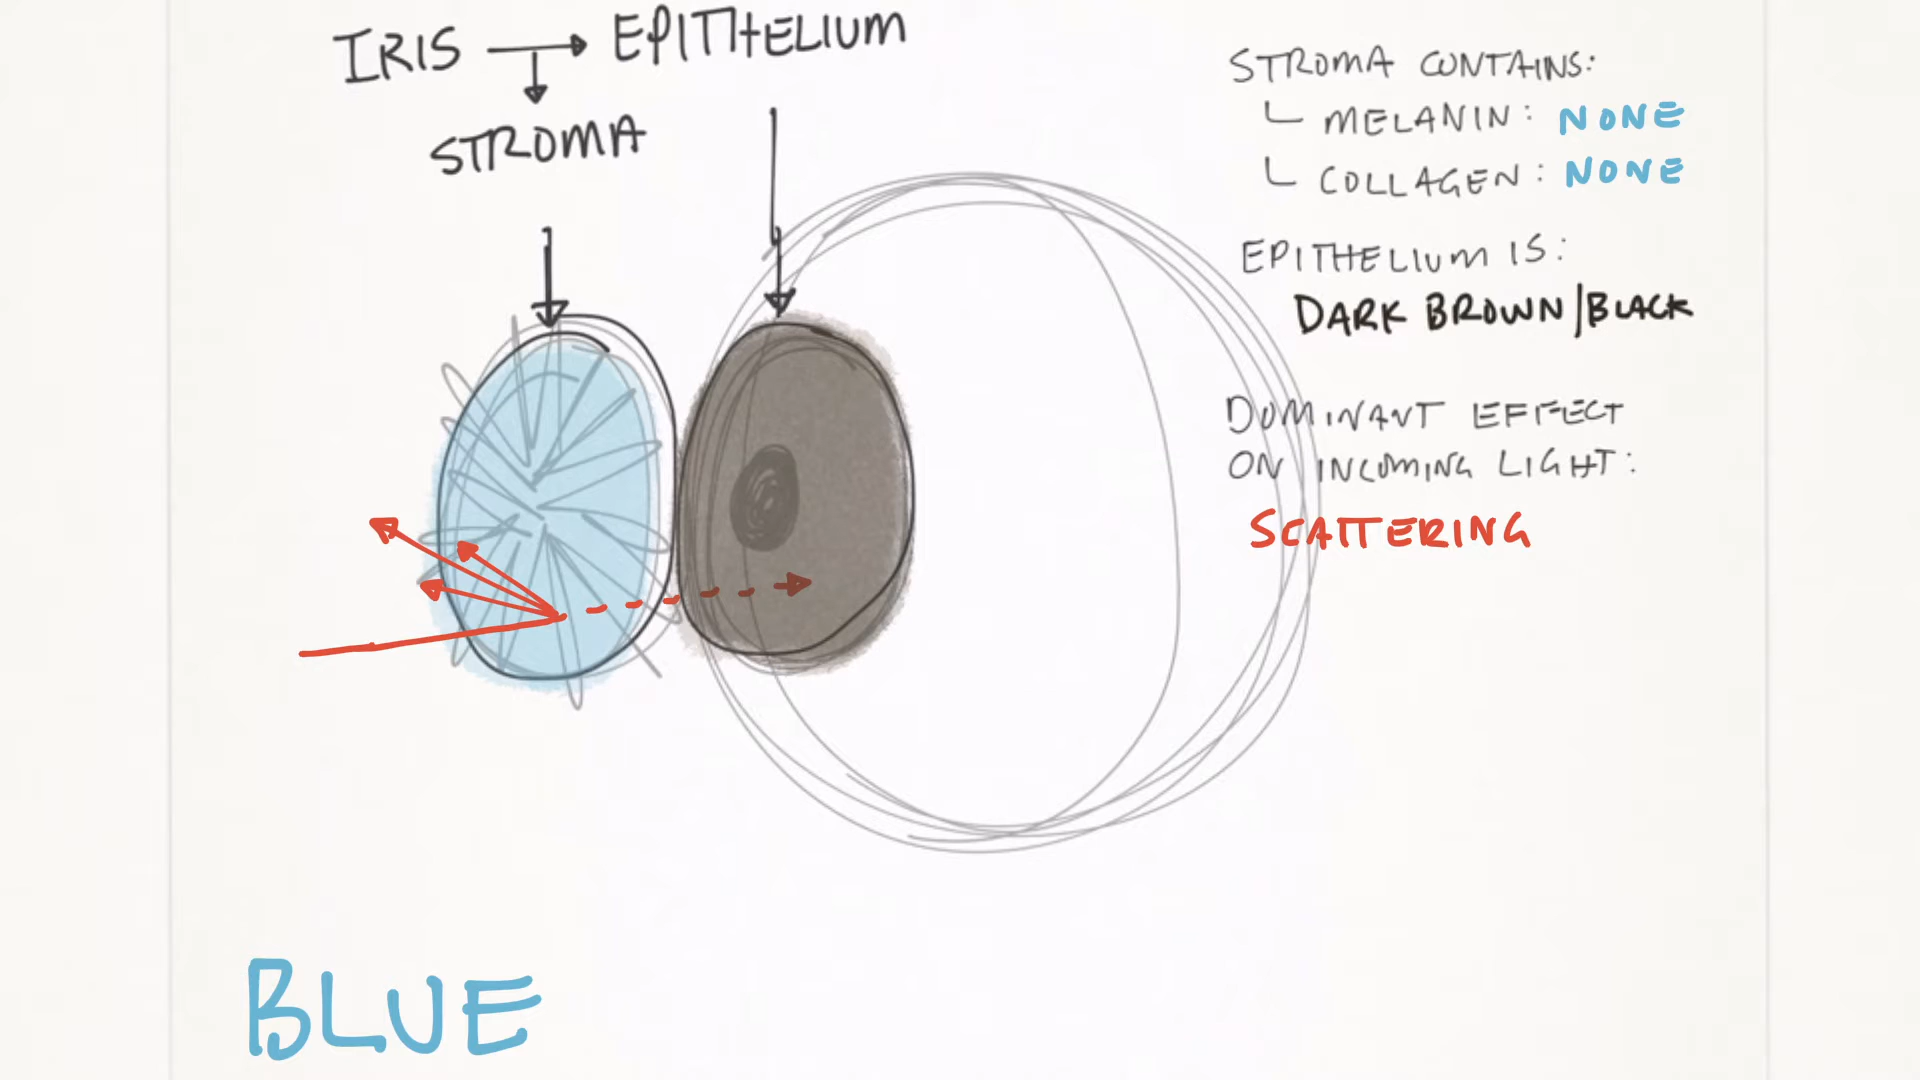 IRIS → EPITHELIUM
STROMA
STROMA CONTAINS:
MELANIN: NONE
COLLAGEN: NONE
EPITHELIUM IS:
DARK BROWN/BLACK
DOMINANT EFFECT
ON INCOMING LIGHT:
SCATTERING
BLUE